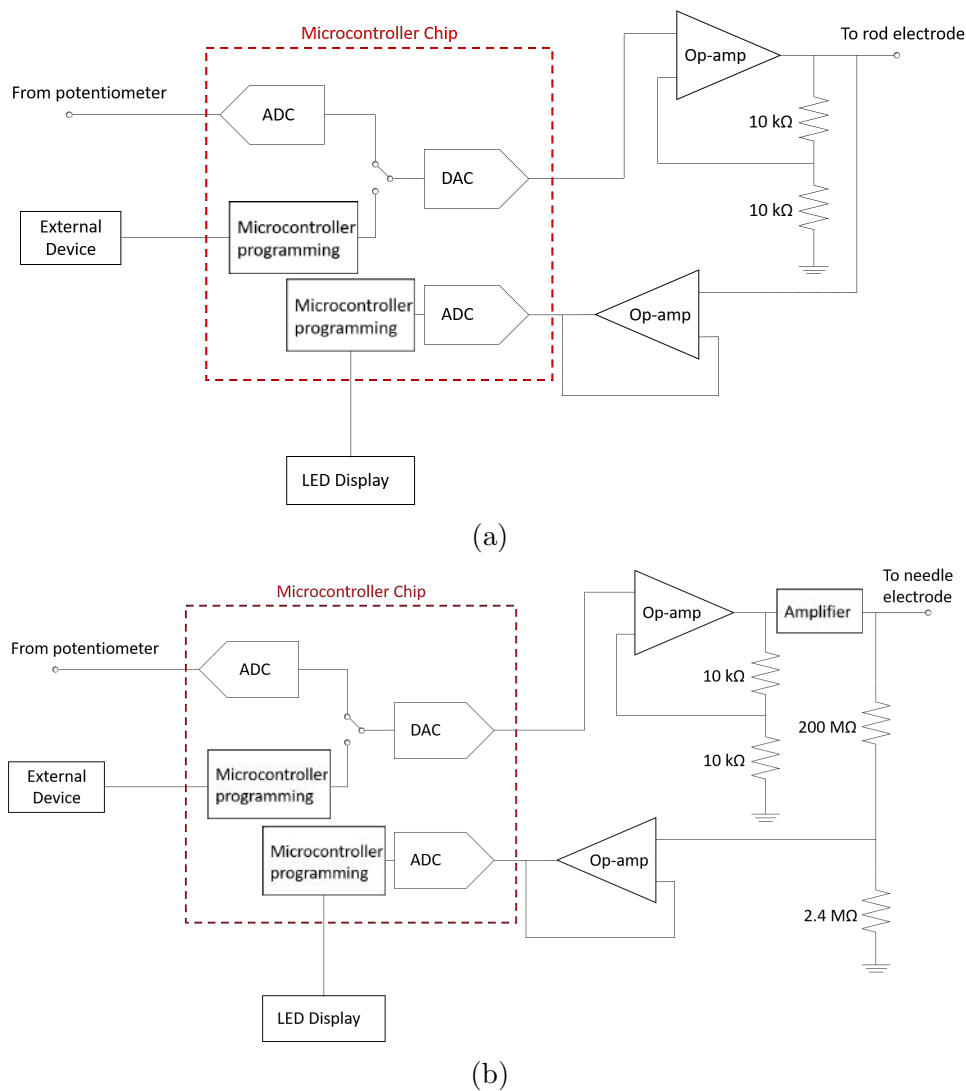 Microcontroller Chip
To rod electrode
Op-amp
From potentiometer
ADC
10 kΩ
DAC
10 kΩ
External
Device
Microcontroller
programming
Microcontroller
programming
ADC
Op-amp
LED Display
(a)
Microcontroller Chip
To needle
electrode
Op-amp
Amplifier
From potentiometer
ADC
10 kΩ
DAC
200 MΩ
10 kΩ
External
Device
Microcontroller
programming
Microcontroller
programming
ADC
Op-amp
2.4 MΩ
LED Display
(b)